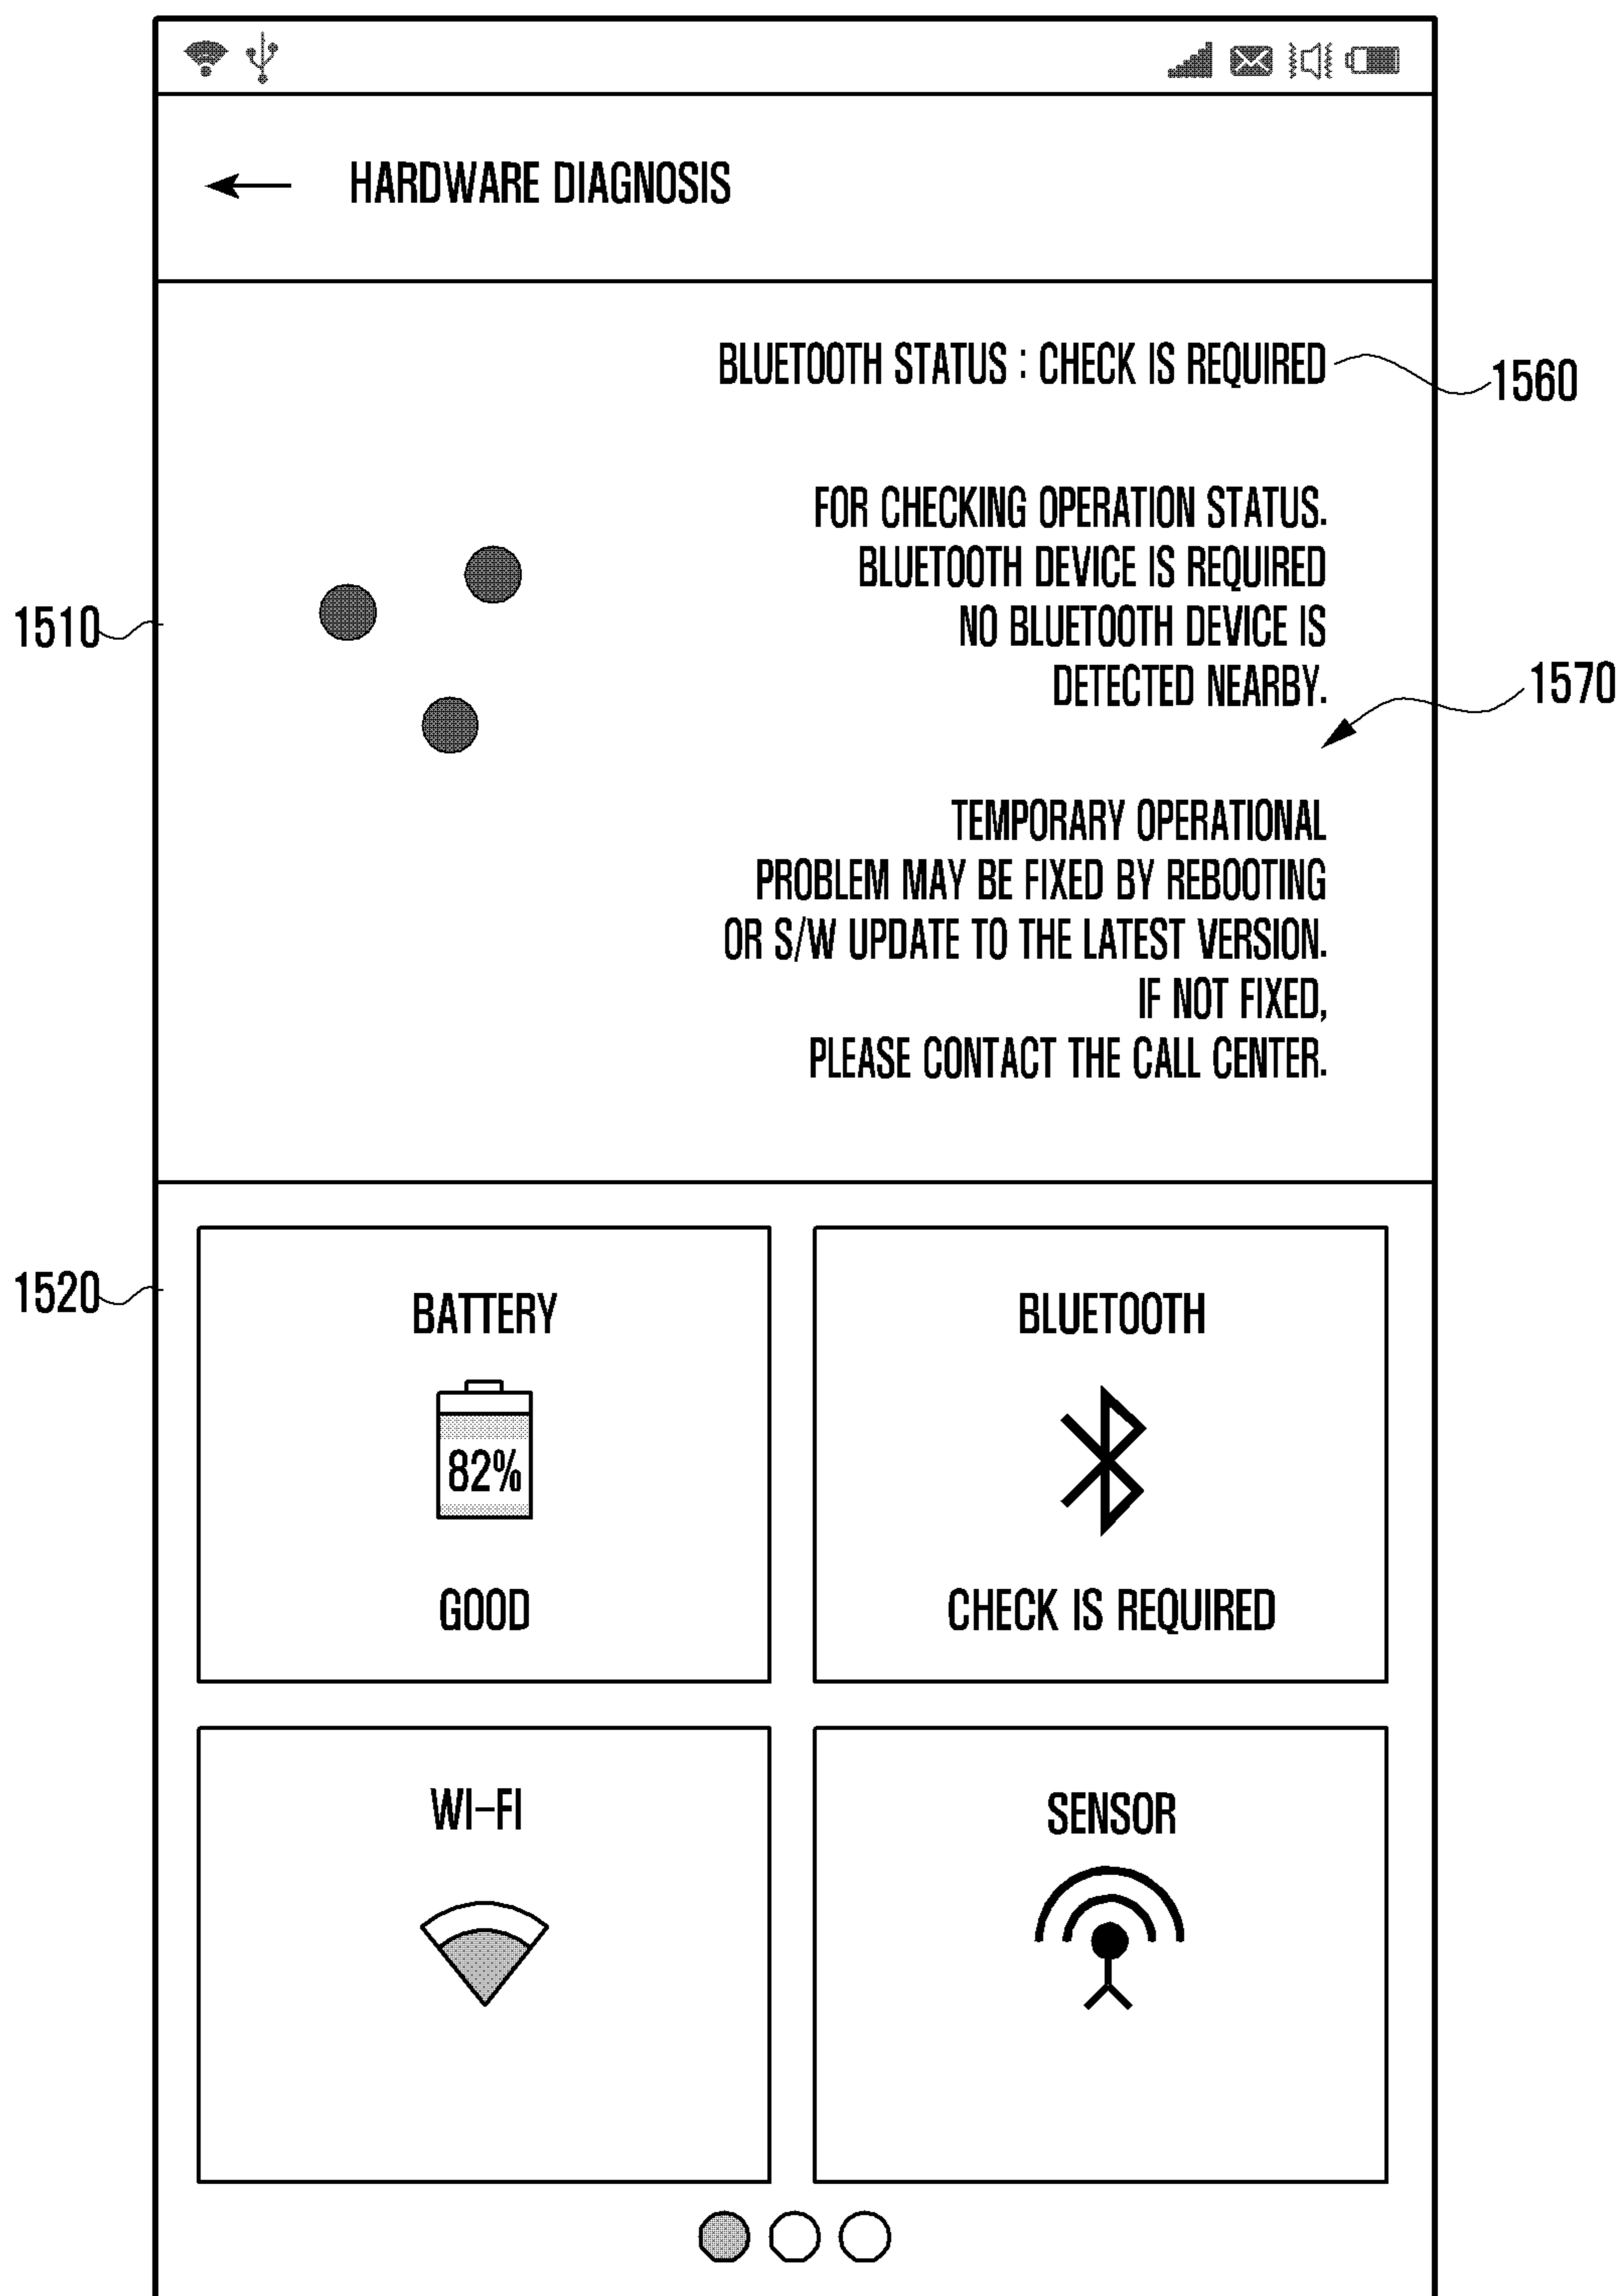 HARDWARE DIAGNOSIS
BLUETOOTH STATUS : CHECK IS REQUIRED
1560
FOR CHECKING OPERATION STATUS.
BLUETOOTH DEVICE IS REQUIRED
NO BLUETOOTH DEVICE IS
DETECTED NEARBY.
1510
1570
TEMPORARY OPERATIONAL
PROBLEM MAY BE FIXED BY REBOOTING
OR S/W UPDATE TO THE LATEST VERSION.
IF NOT FIXED,
PLEASE CONTACT THE CALL CENTER.
1520
BATTERY
82%
GOOD
BLUETOOTH
CHECK IS REQUIRED
WI-FI
SENSOR